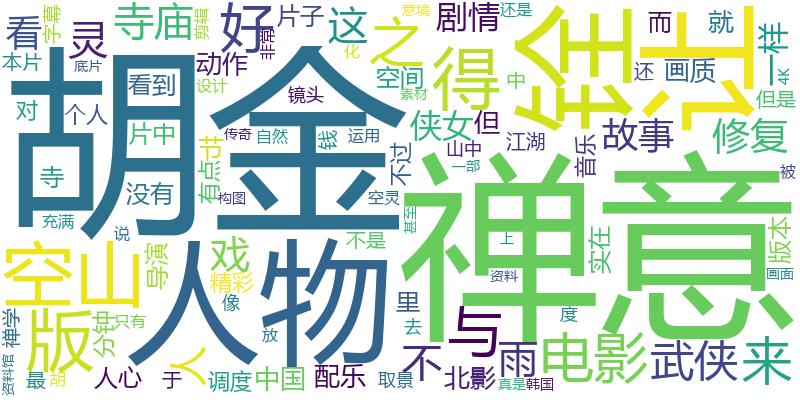 胡金
禅意
人物
铨
让
空山
版
得
好
这
之
看
灵
寺庙
片子
剧情
字幕
剪辑
意境
还是
而
就
一样
本片
底片
动作
非常
化
设计
空间
中
还
画质
4K
素材
但是
看到
镜头
对
个人
侠女
但
江湖
故事
修复
片中
传奇
自然
钱
运用
山中
音乐
被
有点
节
不过
一部
寺
没有
构图
空灵
甚至
充满
说
不是
上
实在
版本
导演
戏
精彩
像
里
与
资料
画面
禅学
分钟
只有
人
放
去
不
雨
度
电影
武侠
来
资料馆
最
胡
人心
于
调度
中国
配乐
取景
北影
真是
韩国